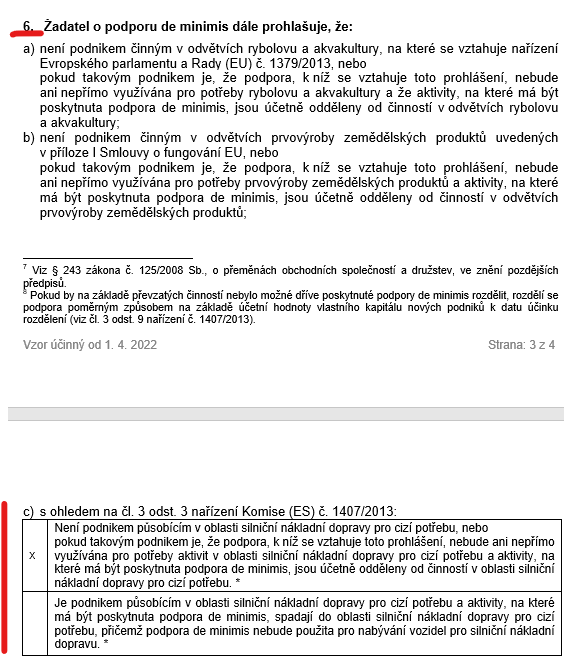 6. Žadatel o podporu de minimis dále prohlašuje, že:
a) není podnikem činným v odvětvích rybolovu a akvakultury, na které se vztahuje nařízení
Evropského parlamentu a Rady (EU) č. 1379/2013, nebo
pokud takovým podnikem je, že podpora, k níž se vztahuje toto prohlášení, nebude
ani nepřímo využívána pro potřeby rybolovu a akvakultury a že aktivity, na které má být
poskytnuta podpora de minimis, jsou účetně odděleny od činností v odvětvích rybolovu
a akvakultury;
b) není podnikem činným v odvětvích prvovýroby zemědělských produktů uvedených
v příloze I Smlouvy o fungování EU, nebo
pokud takovým podnikem je, že podpora, k níž se vztahuje toto prohlášení, nebude
ani nepřímo využívána pro potřeby prvovýroby zemědělských produktů a aktivity, na které
má být poskytnuta podpora de minimis, jsou účetně odděleny od činností v odvětvích
prvovýroby zemědělských produktů;
7 Viz § 243 zákona č. 125/2008 Sb., o přeměnách obchodních společností a družstev, ve znění pozdějších
předpisů.
8 Pokud by na základě převzatých činností nebylo možné dříve poskytnuté podpory de minimis rozdělit, rozdělí se
podpora poměrným způsobem na základě účetní hodnoty vlastního kapitálu nových podniků k datu účinku
rozdělení (viz čl. 3 odst. 9 nařízení č. 1407/2013).
Vzor účinný od 1. 4. 2022 Strana: 3 z 4
c) s ohledem na čl. 3 odst. 3 nařízení Komise (ES) č. 1407/2013:
Není podnikem působícím v oblasti silniční nákladní dopravy pro cizí potřebu, nebo
pokud takovým podnikem je, že podpora, k níž se vztahuje toto prohlášení, nebude ani nepřímo
x využívána pro potřeby aktivit v oblasti silniční nákladní dopravy pro cizí potřebu a aktivity, na
které má být poskytnuta podpora de minimis, jsou účetně odděleny od činností v oblasti silniční
nákladní dopravy pro cizí potřebu. *
Je podnikem působícím v oblasti silniční nákladní dopravy pro cizí potřebu a aktivity, na které
má být poskytnuta podpora de minimis, spadají do oblasti silniční nákladní dopravy pro cizí
potřebu, přičemž podpora de minimis nebude použita pro nabývání vozidel pro silniční nákladní
dopravu. *